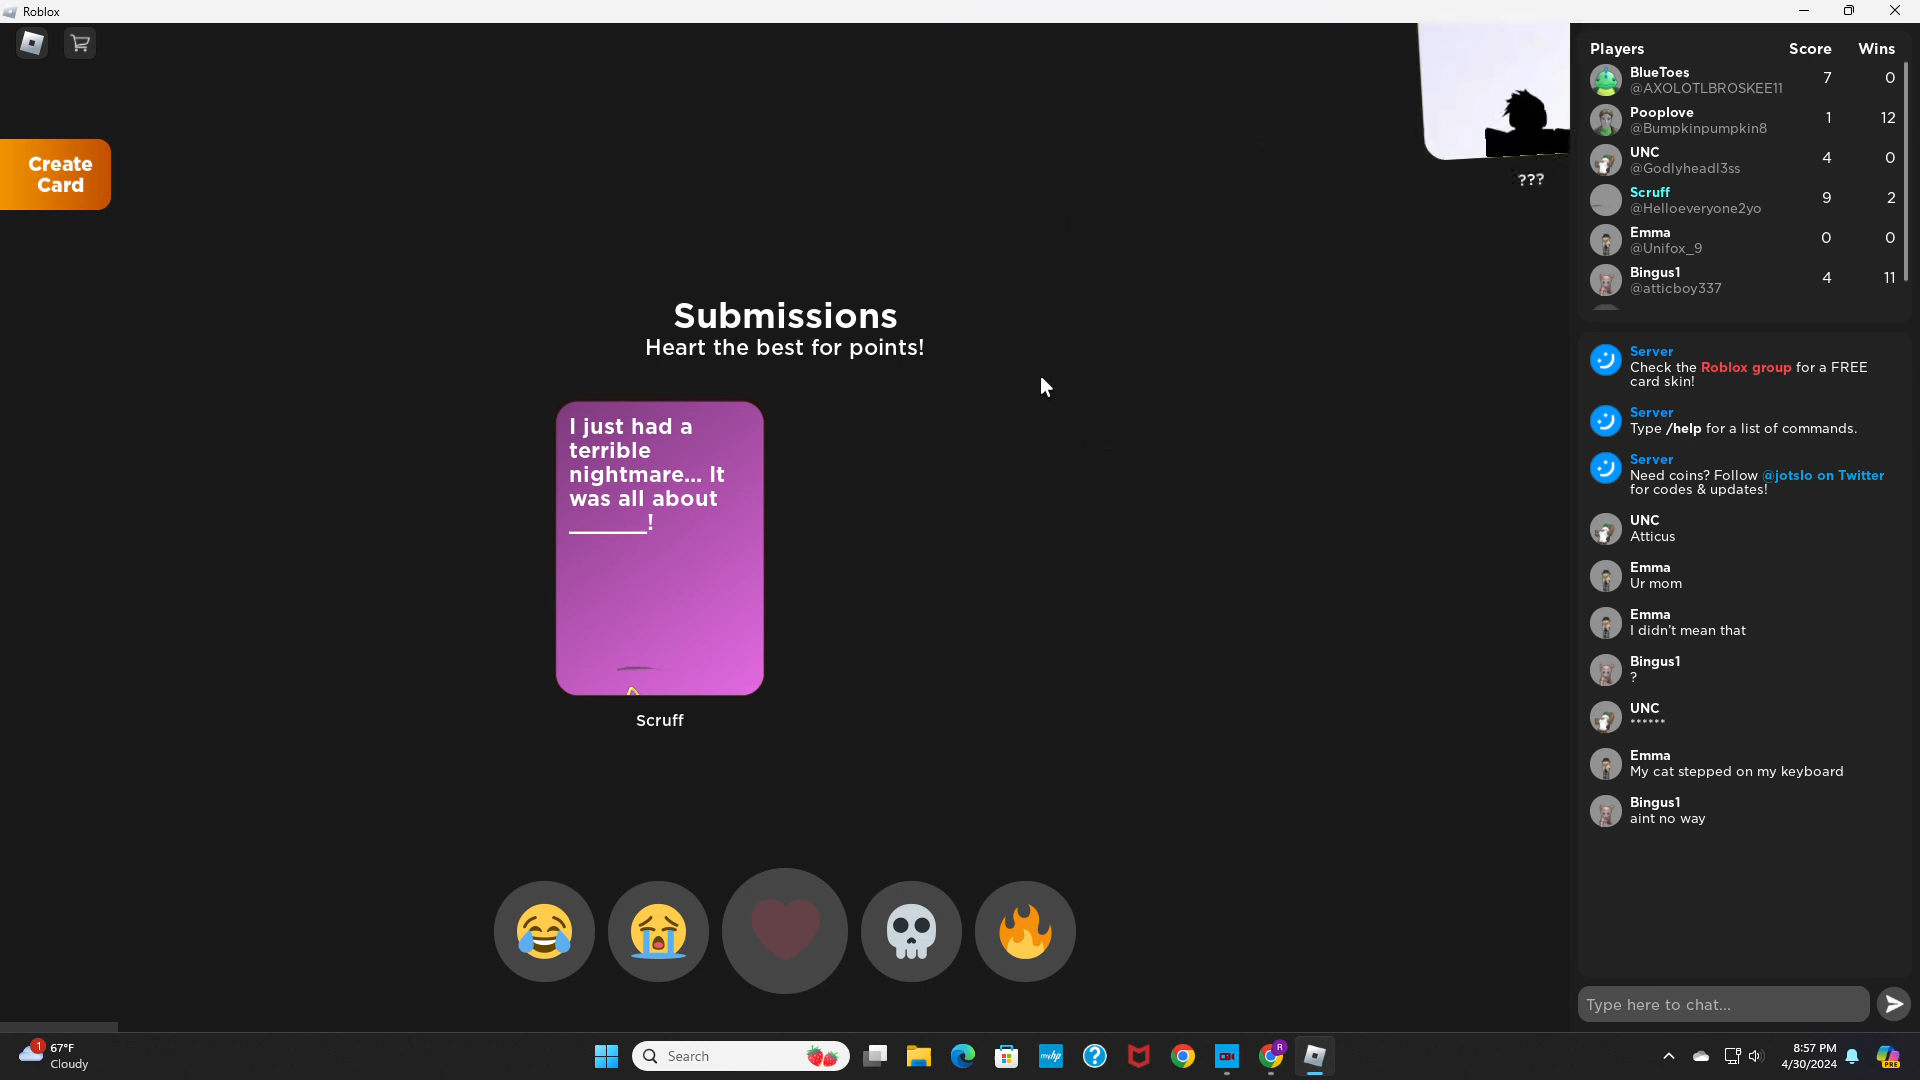 Roblox
Create
Card
???
Submissions
Heart the best for points!
I just had a
terrible
nightmare... It
was all about
______!
Scruff
Players Score Wins
BlueToes
@AXOLOTLBROSKEE11 7 0
Pooplove
@Bumpkinpumpkin8 1 12
UNC
@Godlyheadl3ss 4 0
Scruff
@Helloeveryone2yo 9 2
Emma
@Unifox_9 0 0
Bingus1
@atticboy337 4 11
Server
Check the Roblox group for a FREE
card skin!
Server
Type /help for a list of commands.
Server
Need coins? Follow @jotslo on Twitter
for codes & updates!
UNC
Atticus
Emma
Ur mom
Emma
I didn't mean that
Bingus1
?
UNC
******
Emma
My cat stepped on my keyboard
Bingus1
aint no way
Type here to chat...
1
67°F
Cloudy
Search
myhp
R
8:57 PM
4/30/2024
PRE